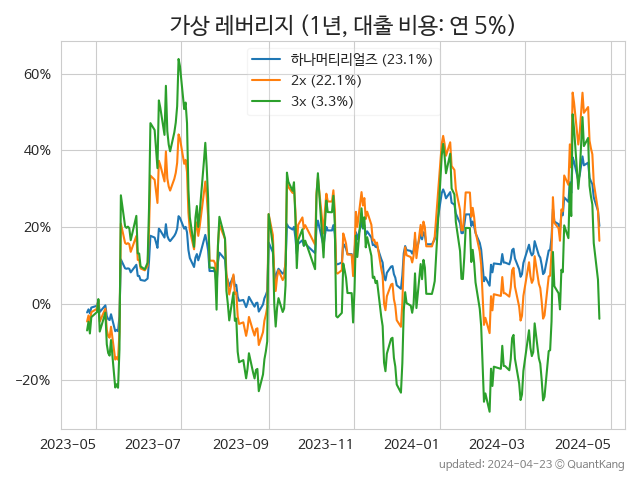 가상 레버리지 (1년, 대출 비용: 연 5%)
하나머티리얼즈 (23.1%)
2x (22.1%)
3x (3.3%)
60%
40%
20%
0%
−20%
2023-05 2023-07 2023-09 2023-11 2024-01 2024-03 2024-05
updated: 2024-04-23 © QuantKang